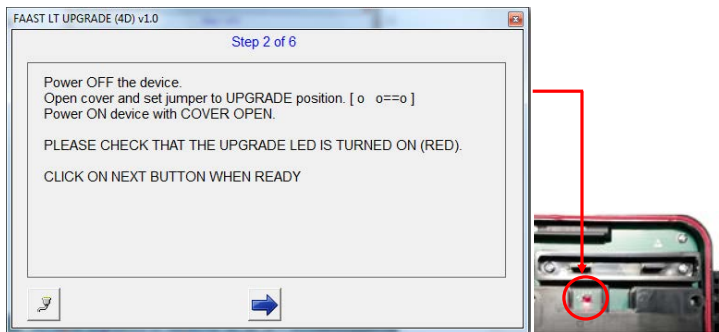 FAAST LT UPGRADE (4D) v1.0
Step 2 of 6
Power OFF the device.
Open cover and set jumper to UPGRADE position. [ o   o==o ]
Power ON device with COVER OPEN.
PLEASE CHECK THAT THE UPGRADE LED IS TURNED ON (RED).
CLICK ON NEXT BUTTON WHEN READY